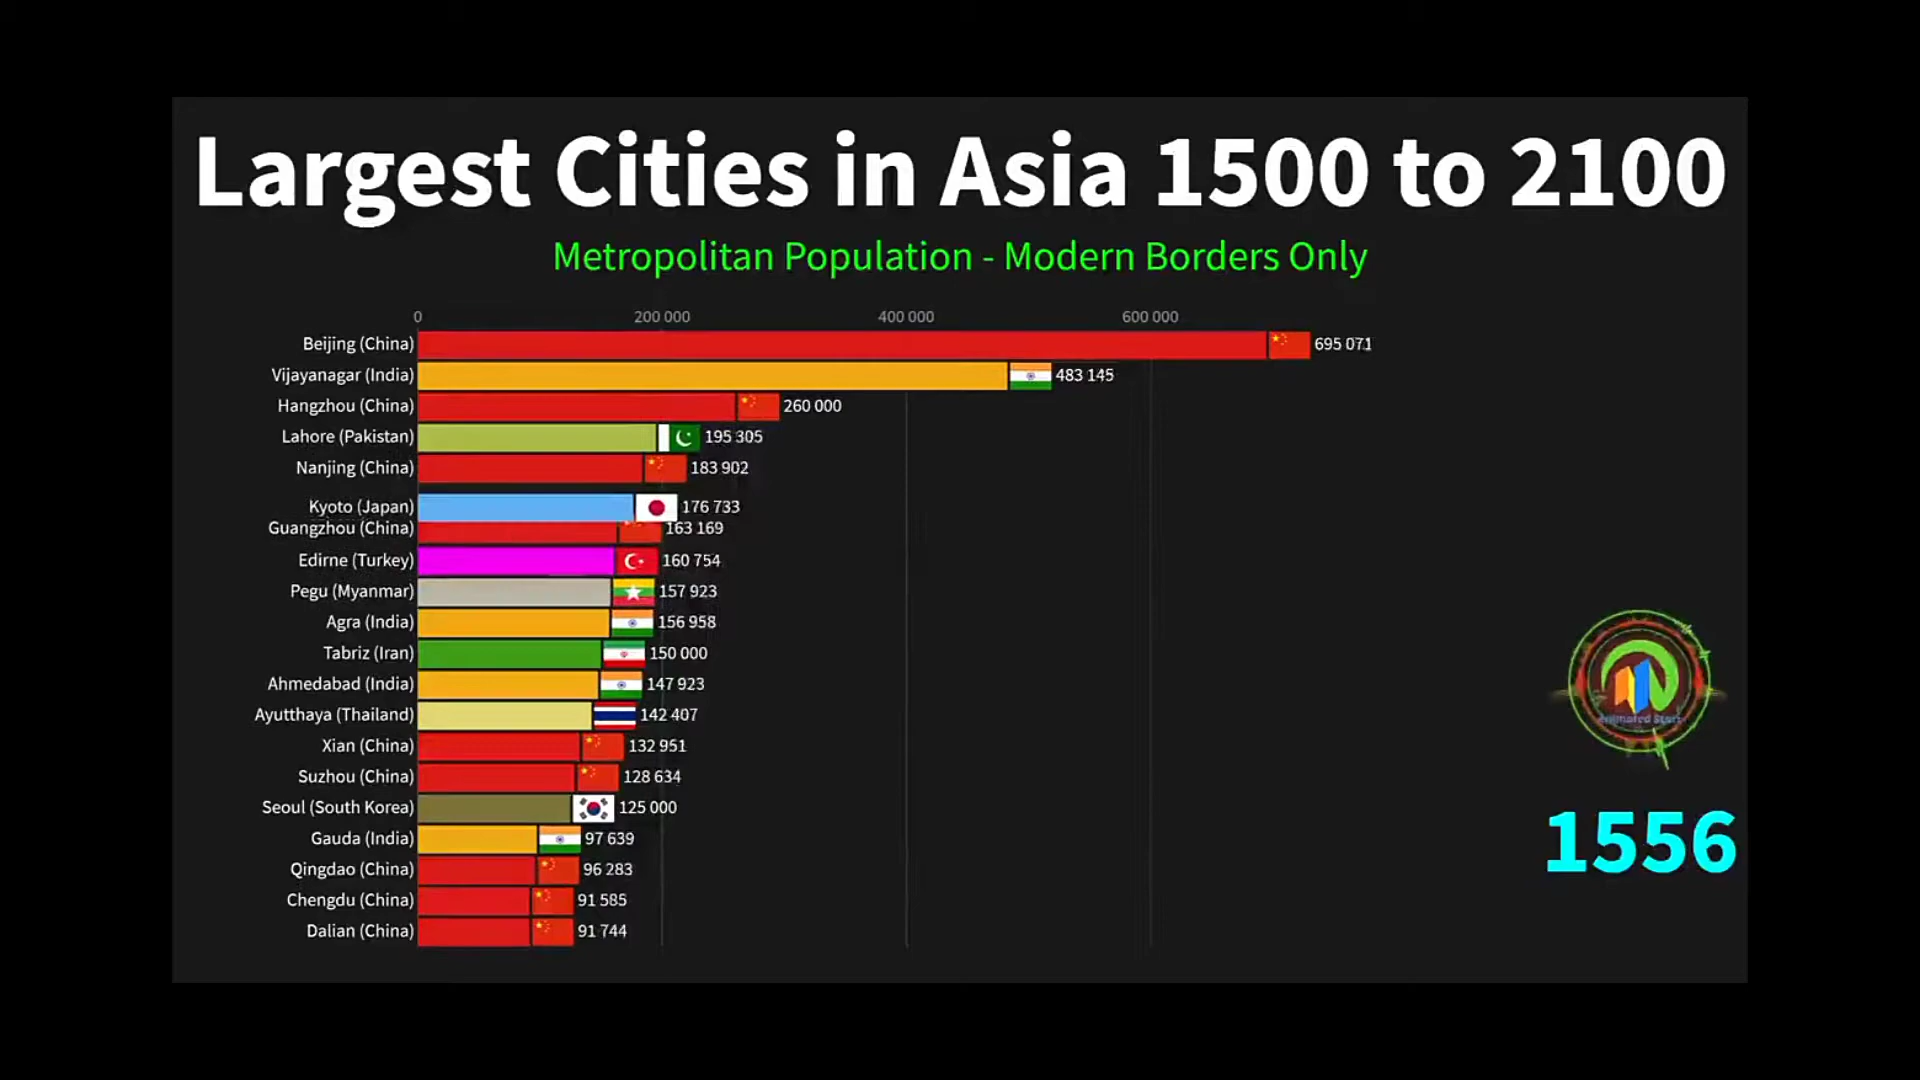 Largest Cities in Asia 1500 to 2100
Metropolitan Population - Modern Borders Only
0 200 000 400 000 600 000
Beijing (China) 695 071
Vijayanagar (India) 483 145
Hangzhou (China) 260 000
Lahore (Pakistan) 195 305
Nanjing (China) 183 902
Kyoto (Japan) 176 733
Guangzhou (China) 163 169
Edirne (Turkey) 160 754
Pegu (Myanmar) 157 923
Agra (India) 156 958
Tabriz (Iran) 150 000
Ahmedabad (India) 147 923
Ayutthaya (Thailand) 142 407
Xian (China) 132 951
Suzhou (China) 128 634
Seoul (South Korea) 125 000
Gauda (India) 97 639
Qingdao (China) 96 283
Chengdu (China) 91 585
Dalian (China) 91 744
Animated Stats
1556